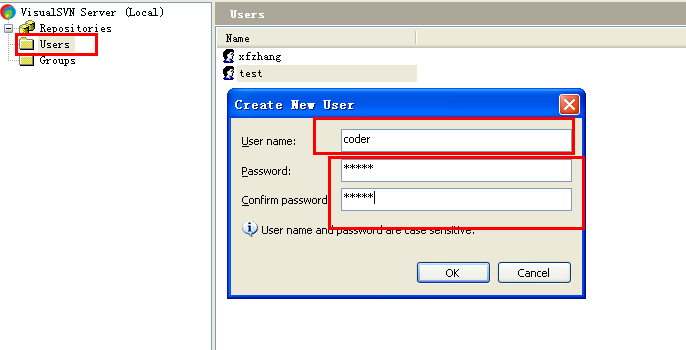 VisualSVN Server (Local)
Repositories
Users
Groups
Users
Name
xfzhang
test
Create New User
User name:
coder
Password:
*****
Confirm password
*****
User name and password are case sensitive.
OK
Cancel